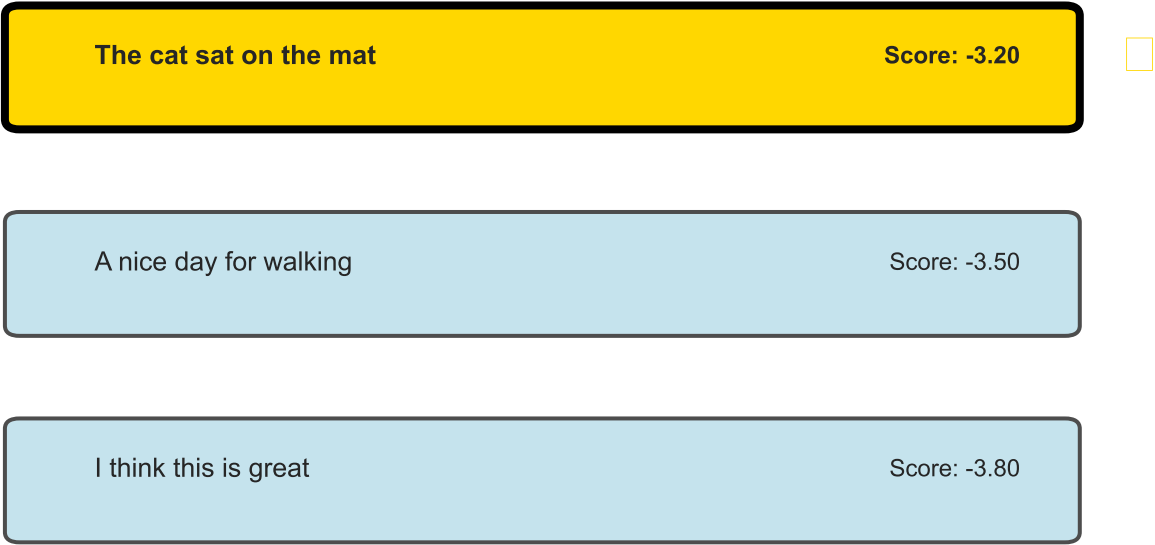 The cat sat on the mat Score: -3.20
A nice day for walking Score: -3.50
I think this is great Score: -3.80